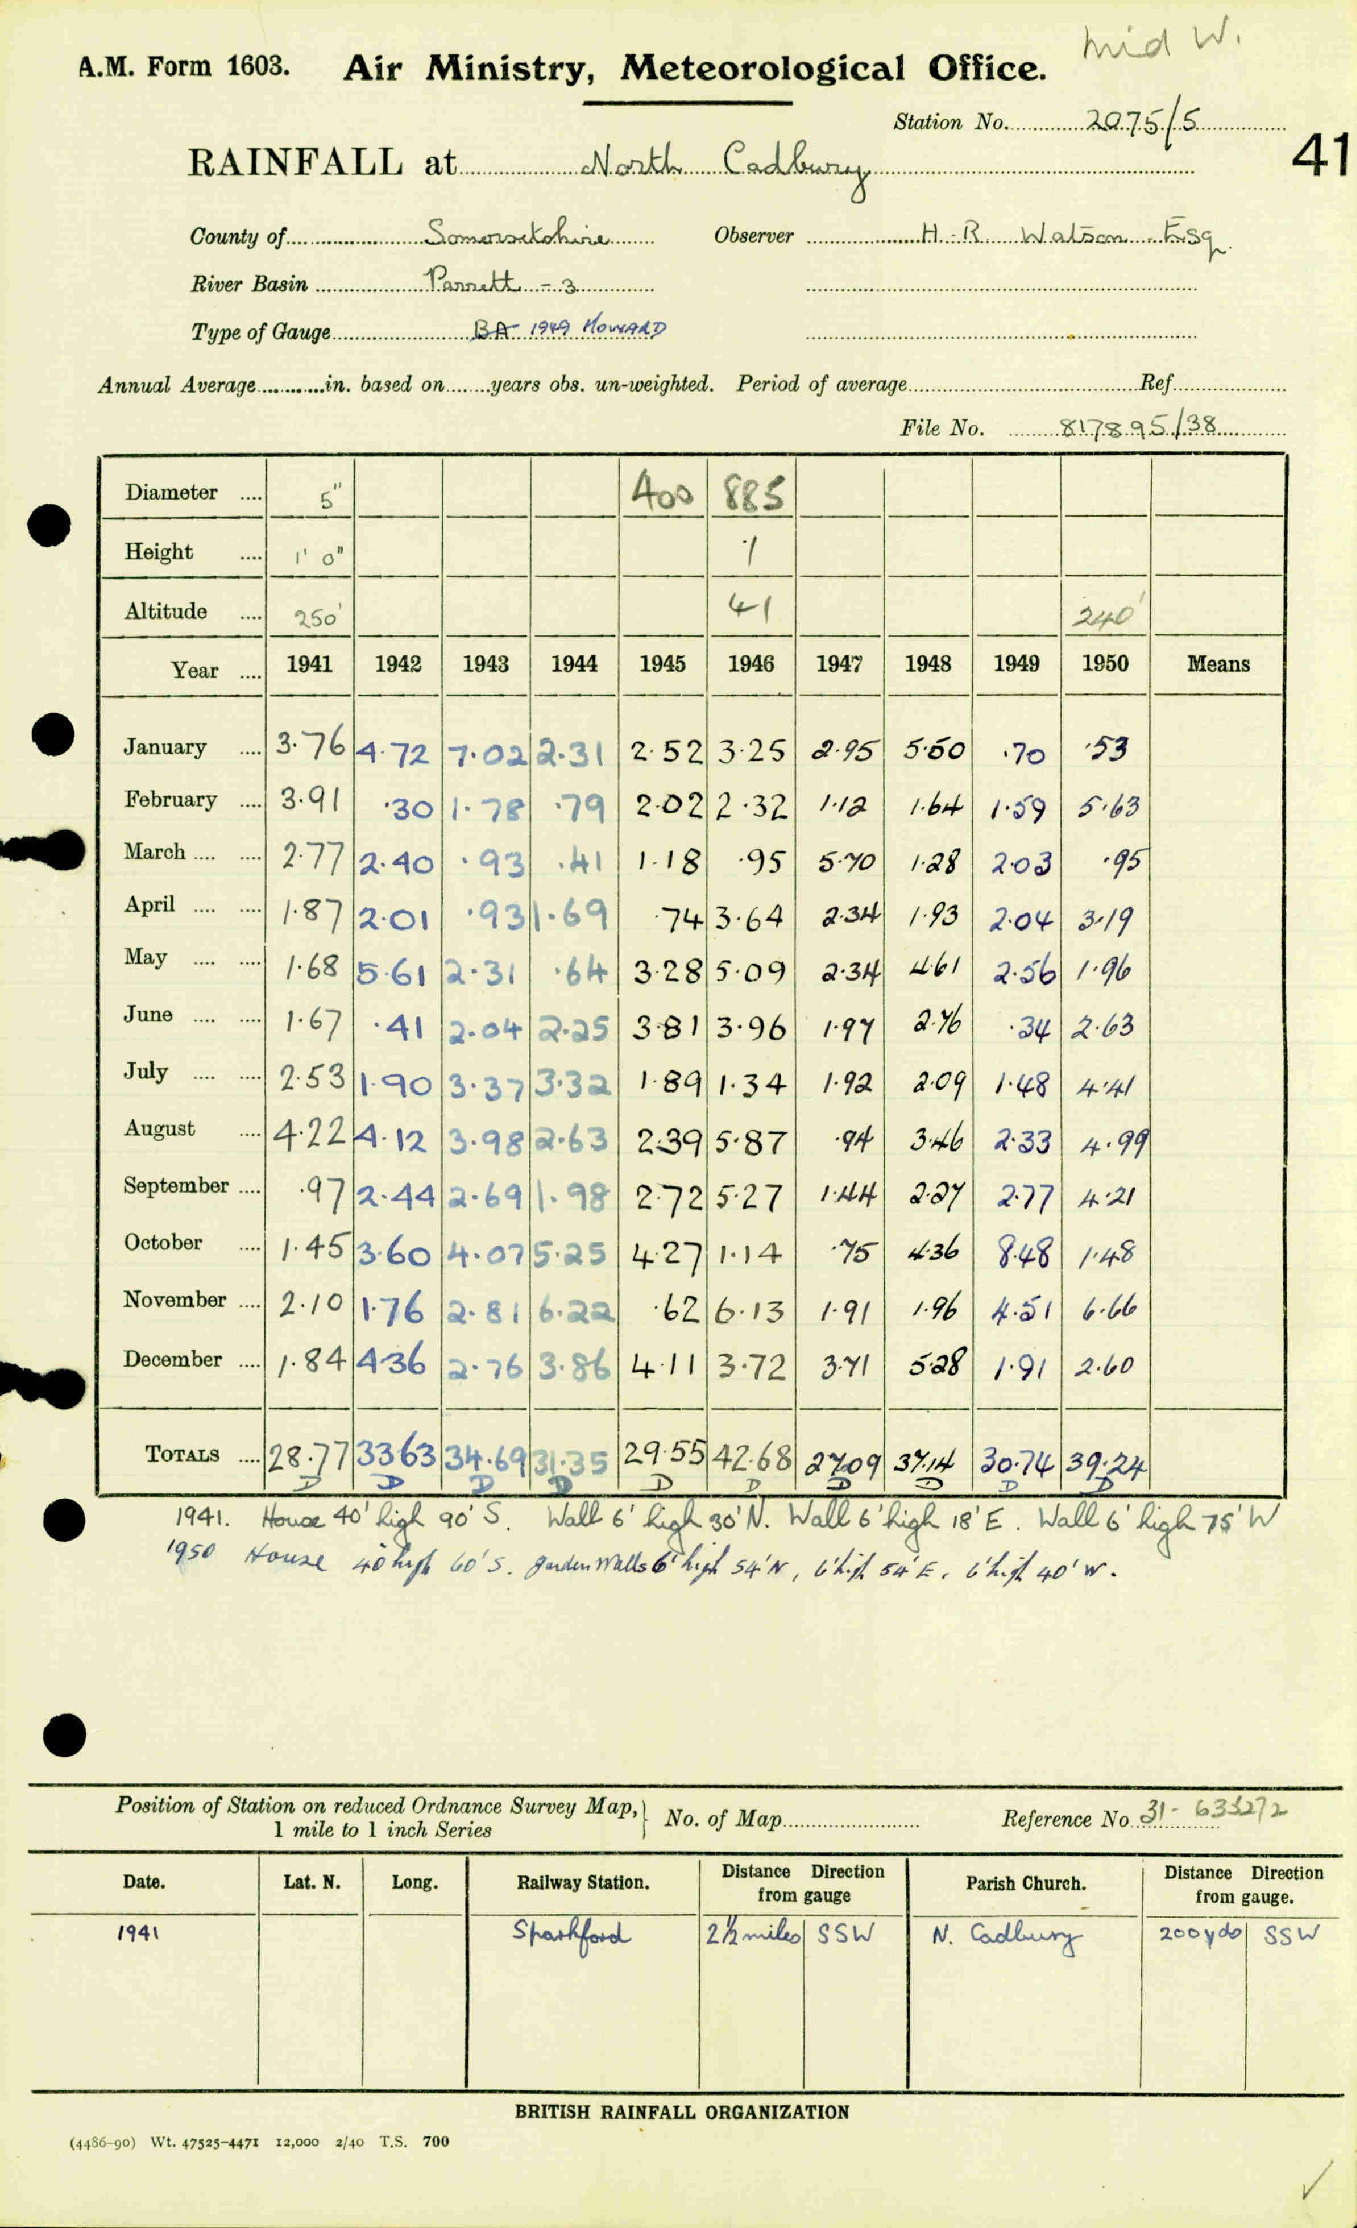 mid W.
A.M. Form 1603. Air Ministry, Meteorological Office.
Station No. 2075/5
41
RAINFALL at North Cadbury
County of Somersetshire Observer H. R. Watson Esq.
River Basin Parrett - 3
Type of Gauge BA 1949 HOWARD
Annual Average in. based on years obs. un-weighted. Period of average Ref
File No. 817895/38
Diameter .... 5" 400 885
Height .... 1' 0" 1
Altitude .... 250' 41 240'
Year .... 1941 1942 1943 1944 1945 1946 1947 1948 1949 1950 Means
January .... 3.76 4.72 7.02 2.31 2.52 3.25 2.95 5.50 .70 .53
February .... 3.91 .30 1.78 .79 2.02 2.32 1.12 1.64 1.59 5.63
March .... .... 2.77 2.40 .93 .41 1.18 .95 5.70 1.28 2.03 .95
April .... .... 1.87 2.01 .93 1.69 .74 3.64 2.34 1.93 2.04 3.19
May .... .... 1.68 5.61 2.31 .64 3.28 5.09 2.34 4.61 2.56 1.96
June .... .... 1.67 .41 2.04 2.25 3.81 3.96 1.97 2.76 .34 2.63
July .... .... 2.53 1.90 3.37 3.32 1.89 1.34 1.92 2.09 1.48 4.41
August .... 4.22 4.12 3.98 2.63 2.39 5.87 .94 3.46 2.33 4.99
September .... .97 2.44 2.69 1.98 2.72 5.27 1.44 2.27 2.77 4.21
October .... 1.45 3.60 4.07 5.25 4.27 1.14 .75 4.36 8.48 1.48
November .... 2.10 1.76 2.81 6.22 .62 6.13 1.91 1.96 4.51 6.66
December .... 1.84 4.36 2.76 3.86 4.11 3.72 3.71 5.28 1.91 2.60
TOTALS .... 28.77 33.63 34.69 31.35 29.55 42.68 27.09 37.14 30.74 39.24
D D D D D D D D D D
1941. House 40' high 90' S. Wall 6' high 30' N. Wall 6' high 18' E. Wall 6' high 75' W
1950 House 40 high 60' S. garden walls 6' high 54' N, 6' high 54' E, 6' high 40' W.
Position of Station on reduced Ordnance Survey Map, 1 mile to 1 inch Series } No. of Map Reference No. 31-
Date. Lat. N. Long. Railway Station. Distance Direction from gauge Parish Church. Distance Direction from gauge.
1941 Sparkford 2½ miles SSW N. Cadbury 200 yds SSW
BRITISH RAINFALL ORGANIZATION
(4486-90) Wt. 47525-4471 12,000 2/40 T.S. 700